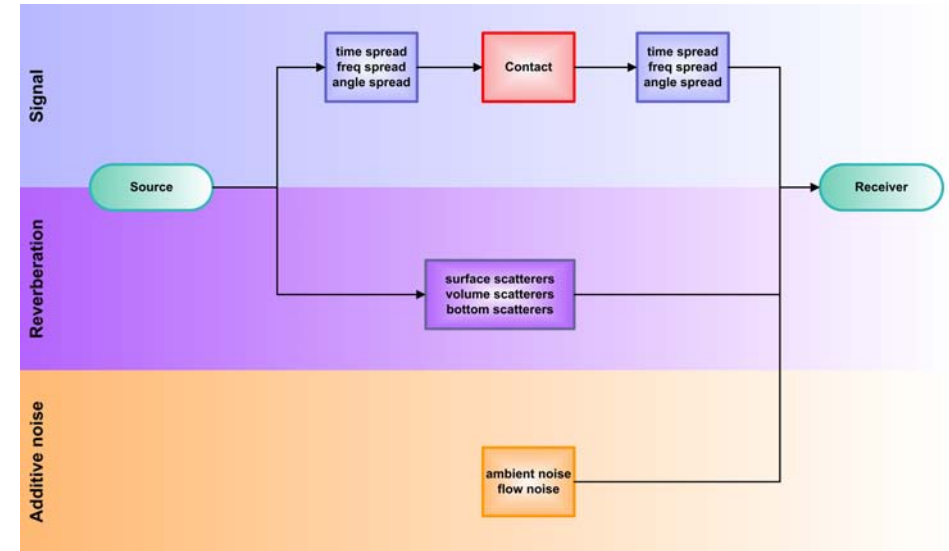 Signal
time spread
freq spread
angle spread
Contact
time spread
freq spread
angle spread
Source
Receiver
Reverberation
surface scatterers
volume scatterers
bottom scatterers
Additive noise
ambient noise
flow noise